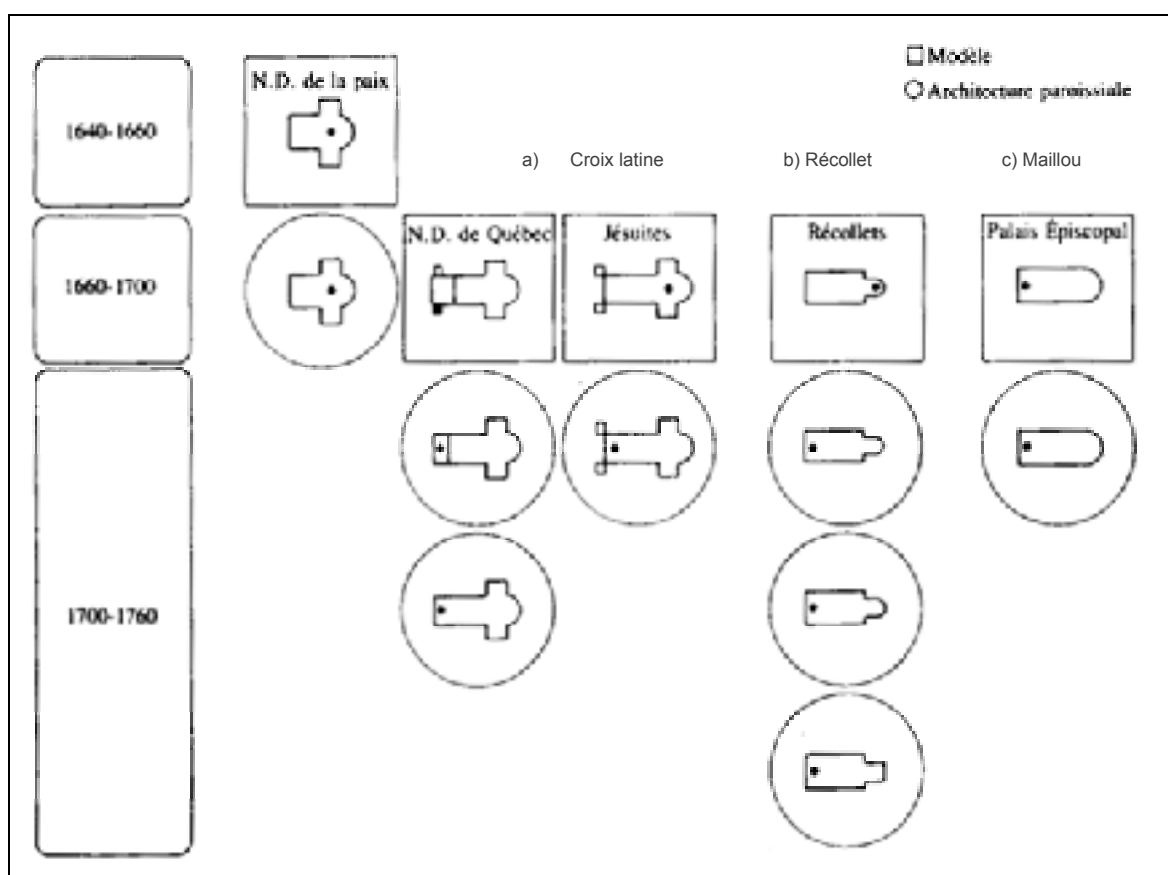 □ Modèle
○ Architecture paroissiale
N.D. de la paix
1640-1660
a) Croix latine
b) Récollet
c) Maillou
N.D. de Québec
Jésuites
Récollets
Palais Épiscopal
1660-1700
1700-1760